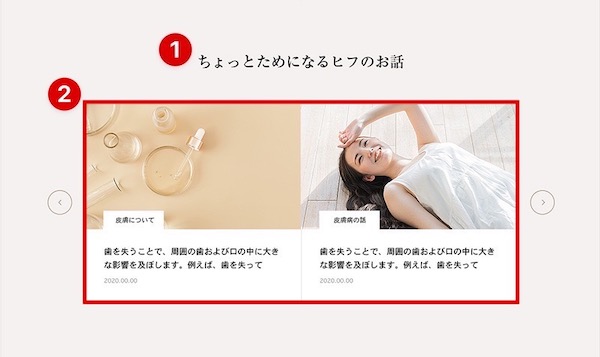 1
ちょっとためになるヒフのお話
2
皮膚について
歯を失うことで、周囲の歯および口の中に大き
な影響を及ぼします。例えば、歯を失って
2020.00.00
皮膚病の話
歯を失うことで、周囲の歯および口の中に大き
な影響を及ぼします。例えば、歯を失って
2020.00.00